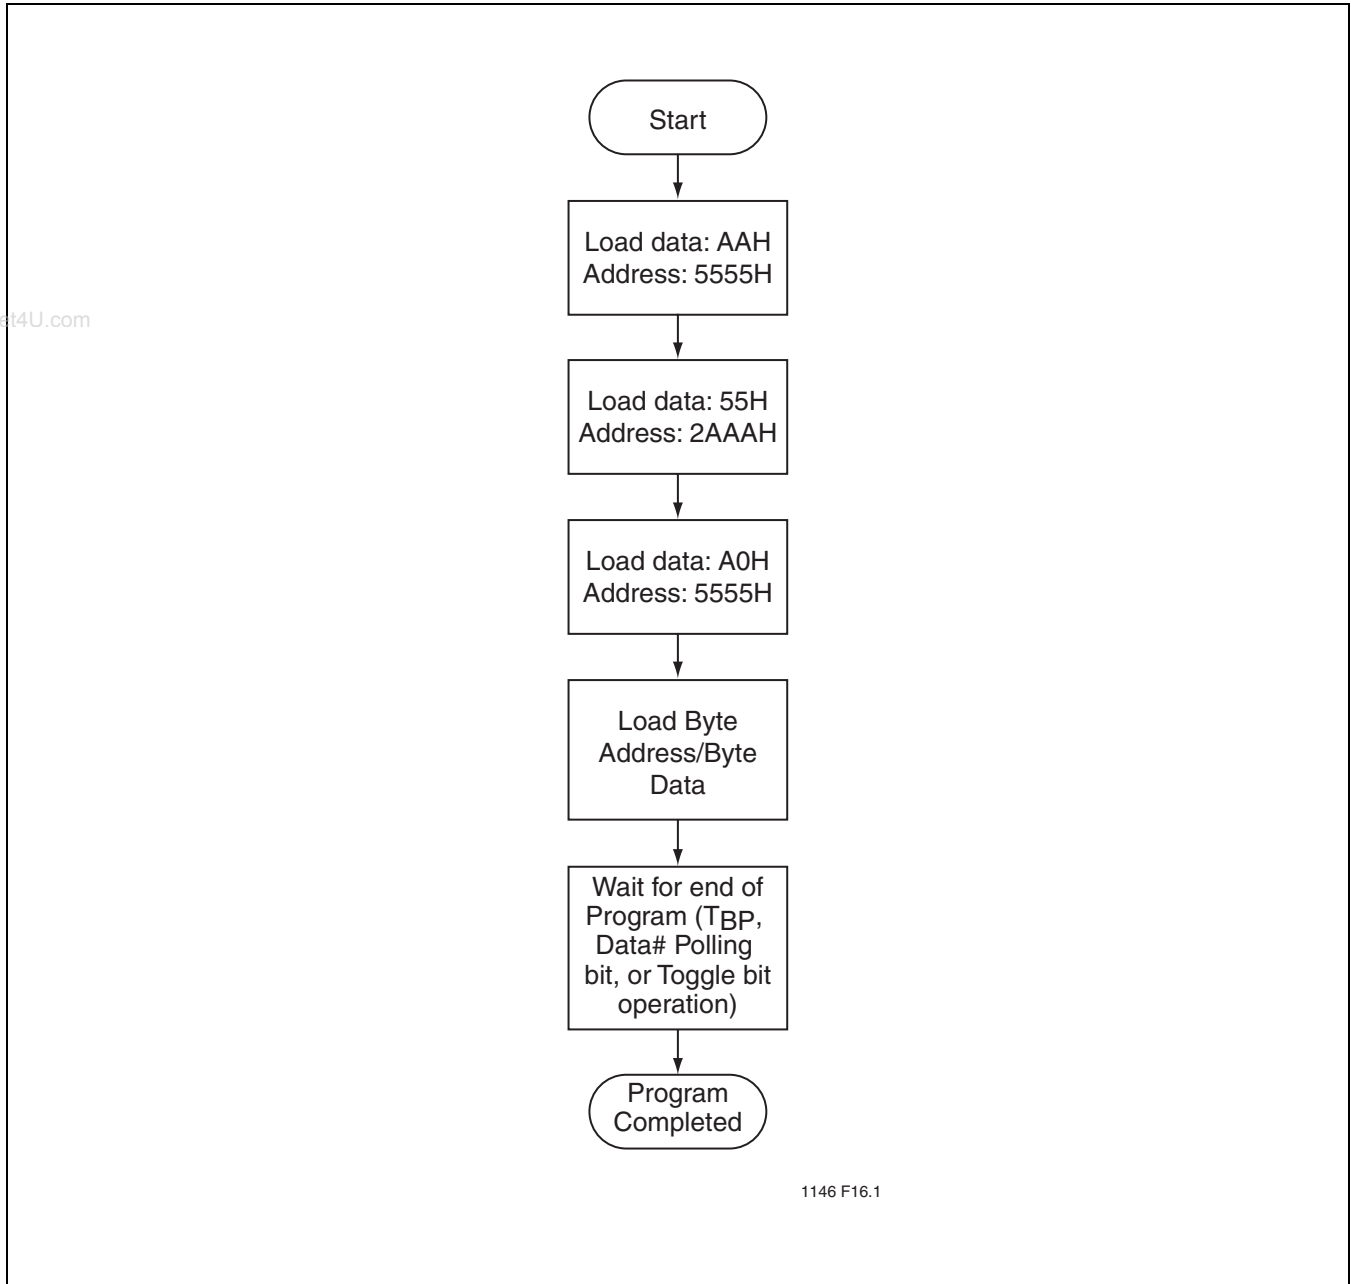 Start
Load data: AAH
Address: 5555H
et4U.com
Load data: 55H
Address: 2AAAH
Load data: A0H
Address: 5555H
Load Byte
Address/Byte
Data
Wait for end of
Program (TBP,
Data# Polling
bit, or Toggle bit
operation)
Program
Completed
1146 F16.1